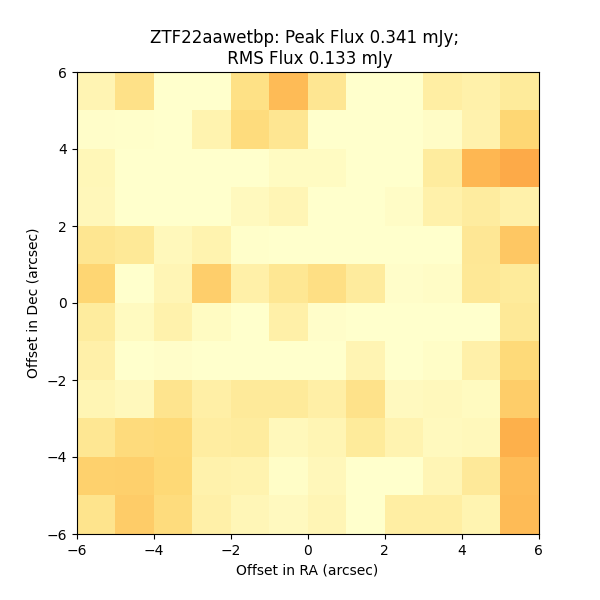 ZTF22aawetbp: Peak Flux 0.341 mJy;
RMS Flux 0.133 mJy
6
4
2
0
−2
−4
−6
Offset in Dec (arcsec)
−6 −4 −2 0 2 4 6
Offset in RA (arcsec)